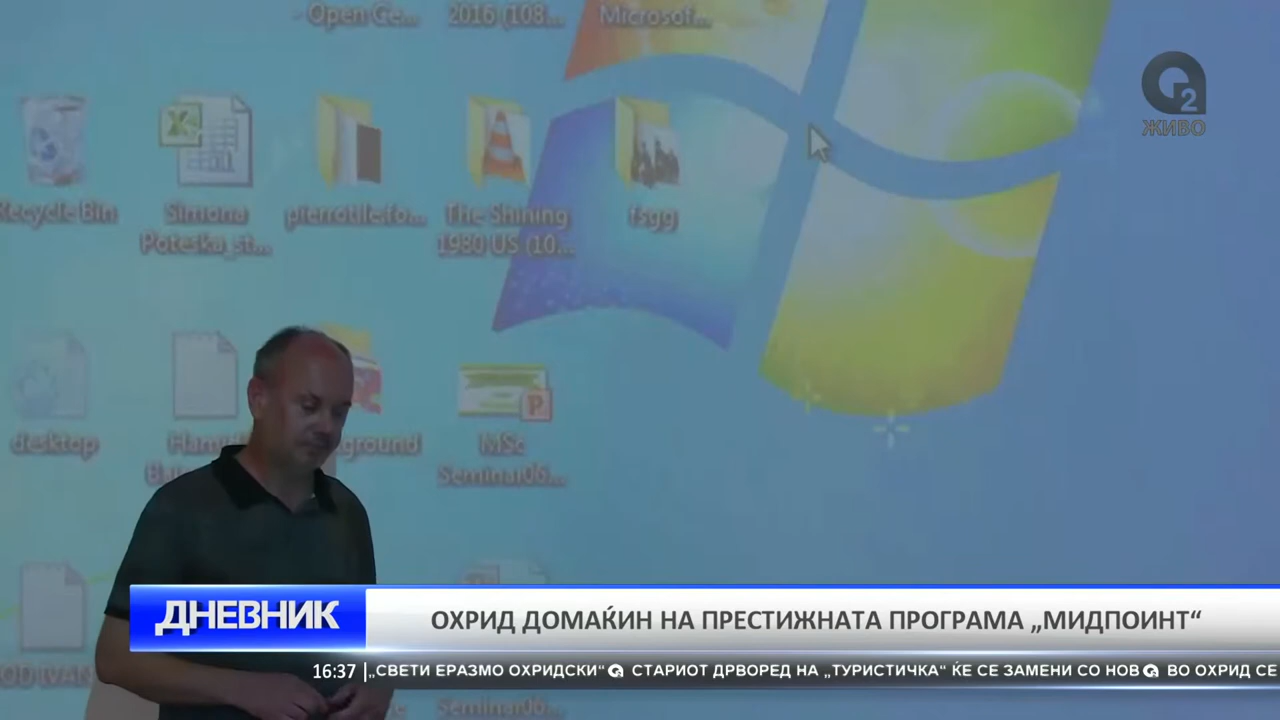 - Open Ge...
2016 (108...
Microsof...
2
ЖИВО
Recycle Bin
Simona
Poteska_st...
pierrotlefo...
The Shining
1980 US (10...
fsgg
desktop
MSc
Seminar06...
ДНЕВНИК
ОХРИД ДОМАЌИН НА ПРЕСТИЖНАТА ПРОГРАМА „МИДПОИНТ“
16:37
„СВЕТИ ЕРАЗМО ОХРИДСКИ“ СТАРИОТ ДРВОРЕД НА „ТУРИСТИЧКА“ ЌЕ СЕ ЗАМЕНИ СО НОВ ВО ОХРИД СЕ
Seminar06...